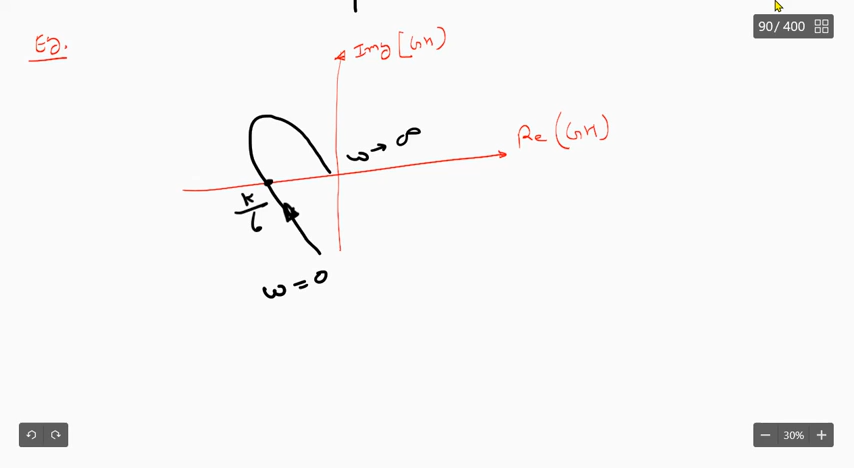 90/400
Eg.
Img [GH)
Re (GH)
ω→ ∞
K/6
ω=0
30%